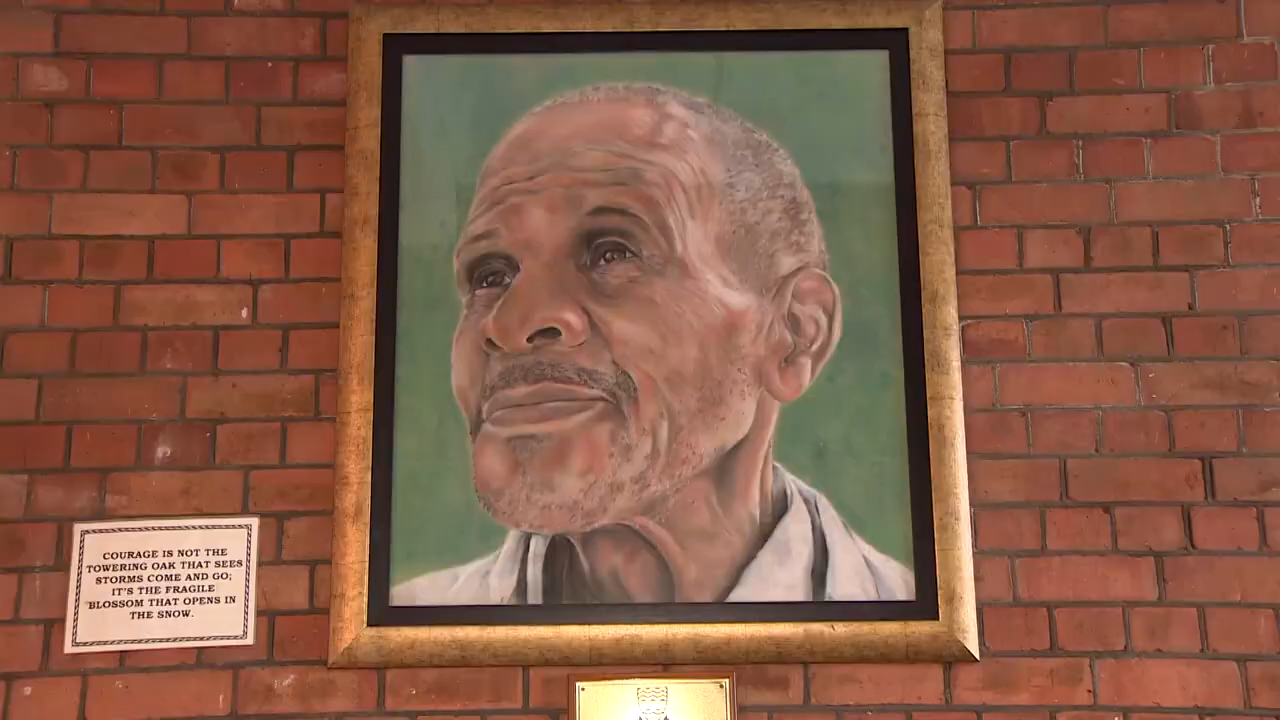 COURAGE IS NOT THE
TOWERING OAK THAT SEES
STORMS COME AND GO;
IT'S THE FRAGILE
BLOSSOM THAT OPENS IN
THE SNOW.